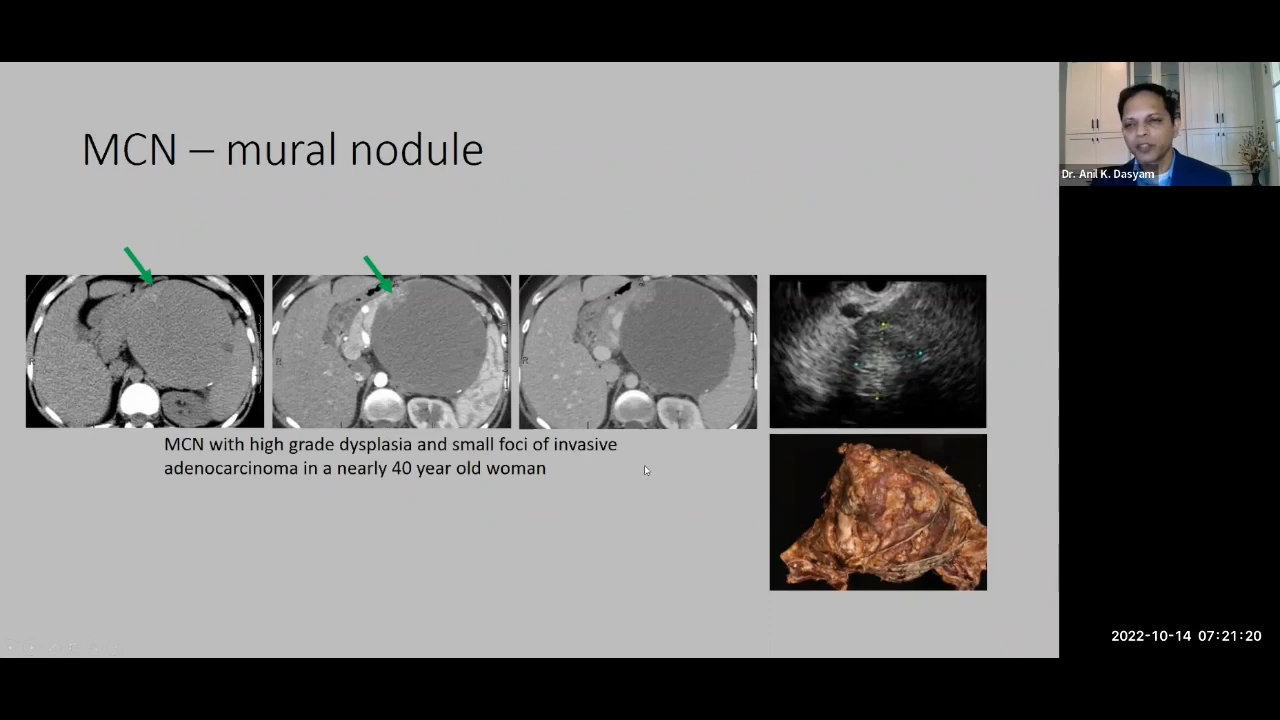 MCN – mural nodule
Dr. Anil K. Dasyam
MCN with high grade dysplasia and small foci of invasive
adenocarcinoma in a nearly 40 year old woman
2022-10-14 07:21:20